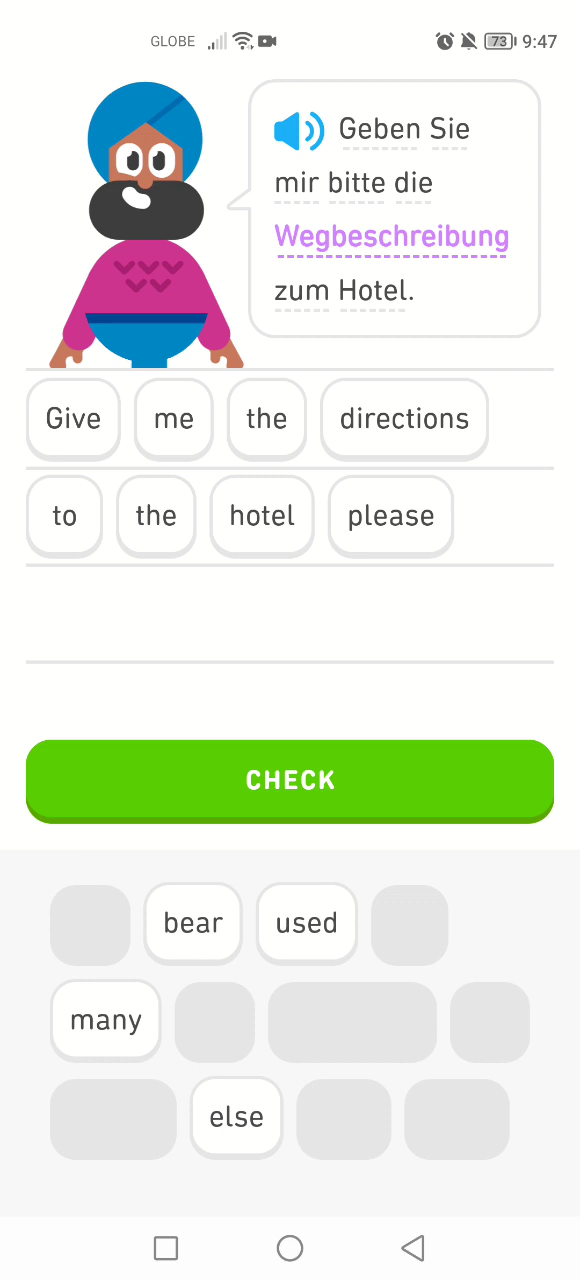 GLOBE 73 9:47
Geben Sie
mir bitte die
Wegbeschreibung
zum Hotel.
Give me the directions
to the hotel please
CHECK
bear used
many
else